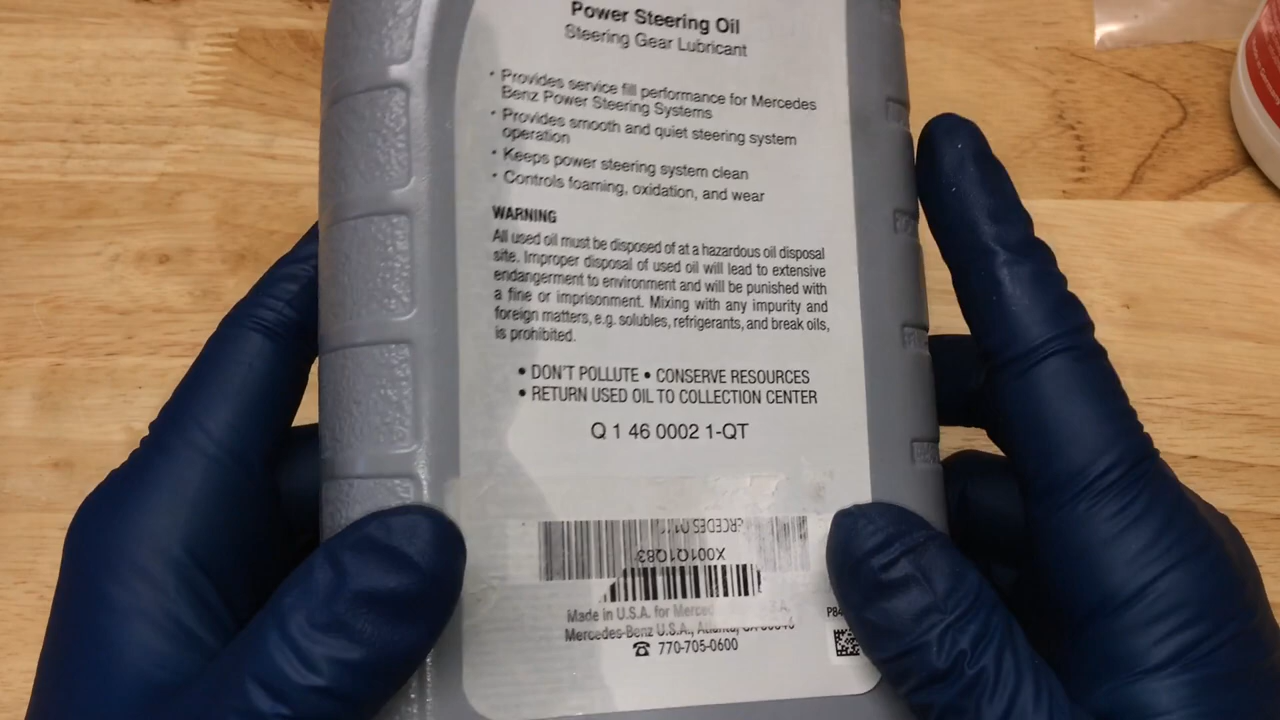 Power Steering Oil
Steering Gear Lubricant
• Provides service fill performance for Mercedes
Benz Power Steering Systems
• Provides smooth and quiet steering system
operation
• Keeps power steering system clean
• Controls foaming, oxidation, and wear
WARNING
All used oil must be disposed of at a hazardous oil disposal
site. Improper disposal of used oil will lead to extensive
endangerment to environment and will be punished with
a fine or imprisonment. Mixing with any impurity and
foreign matters, e.g. solubles, refrigerants, and break oils,
is prohibited.
• DON'T POLLUTE • CONSERVE RESOURCES
• RETURN USED OIL TO COLLECTION CENTER
Q 1 46 0002 1-QT
X001Q1Q83
Made in U.S.A. for
Mercedes-Benz U.S.A., Atlanta,
☎ 770-705-0600